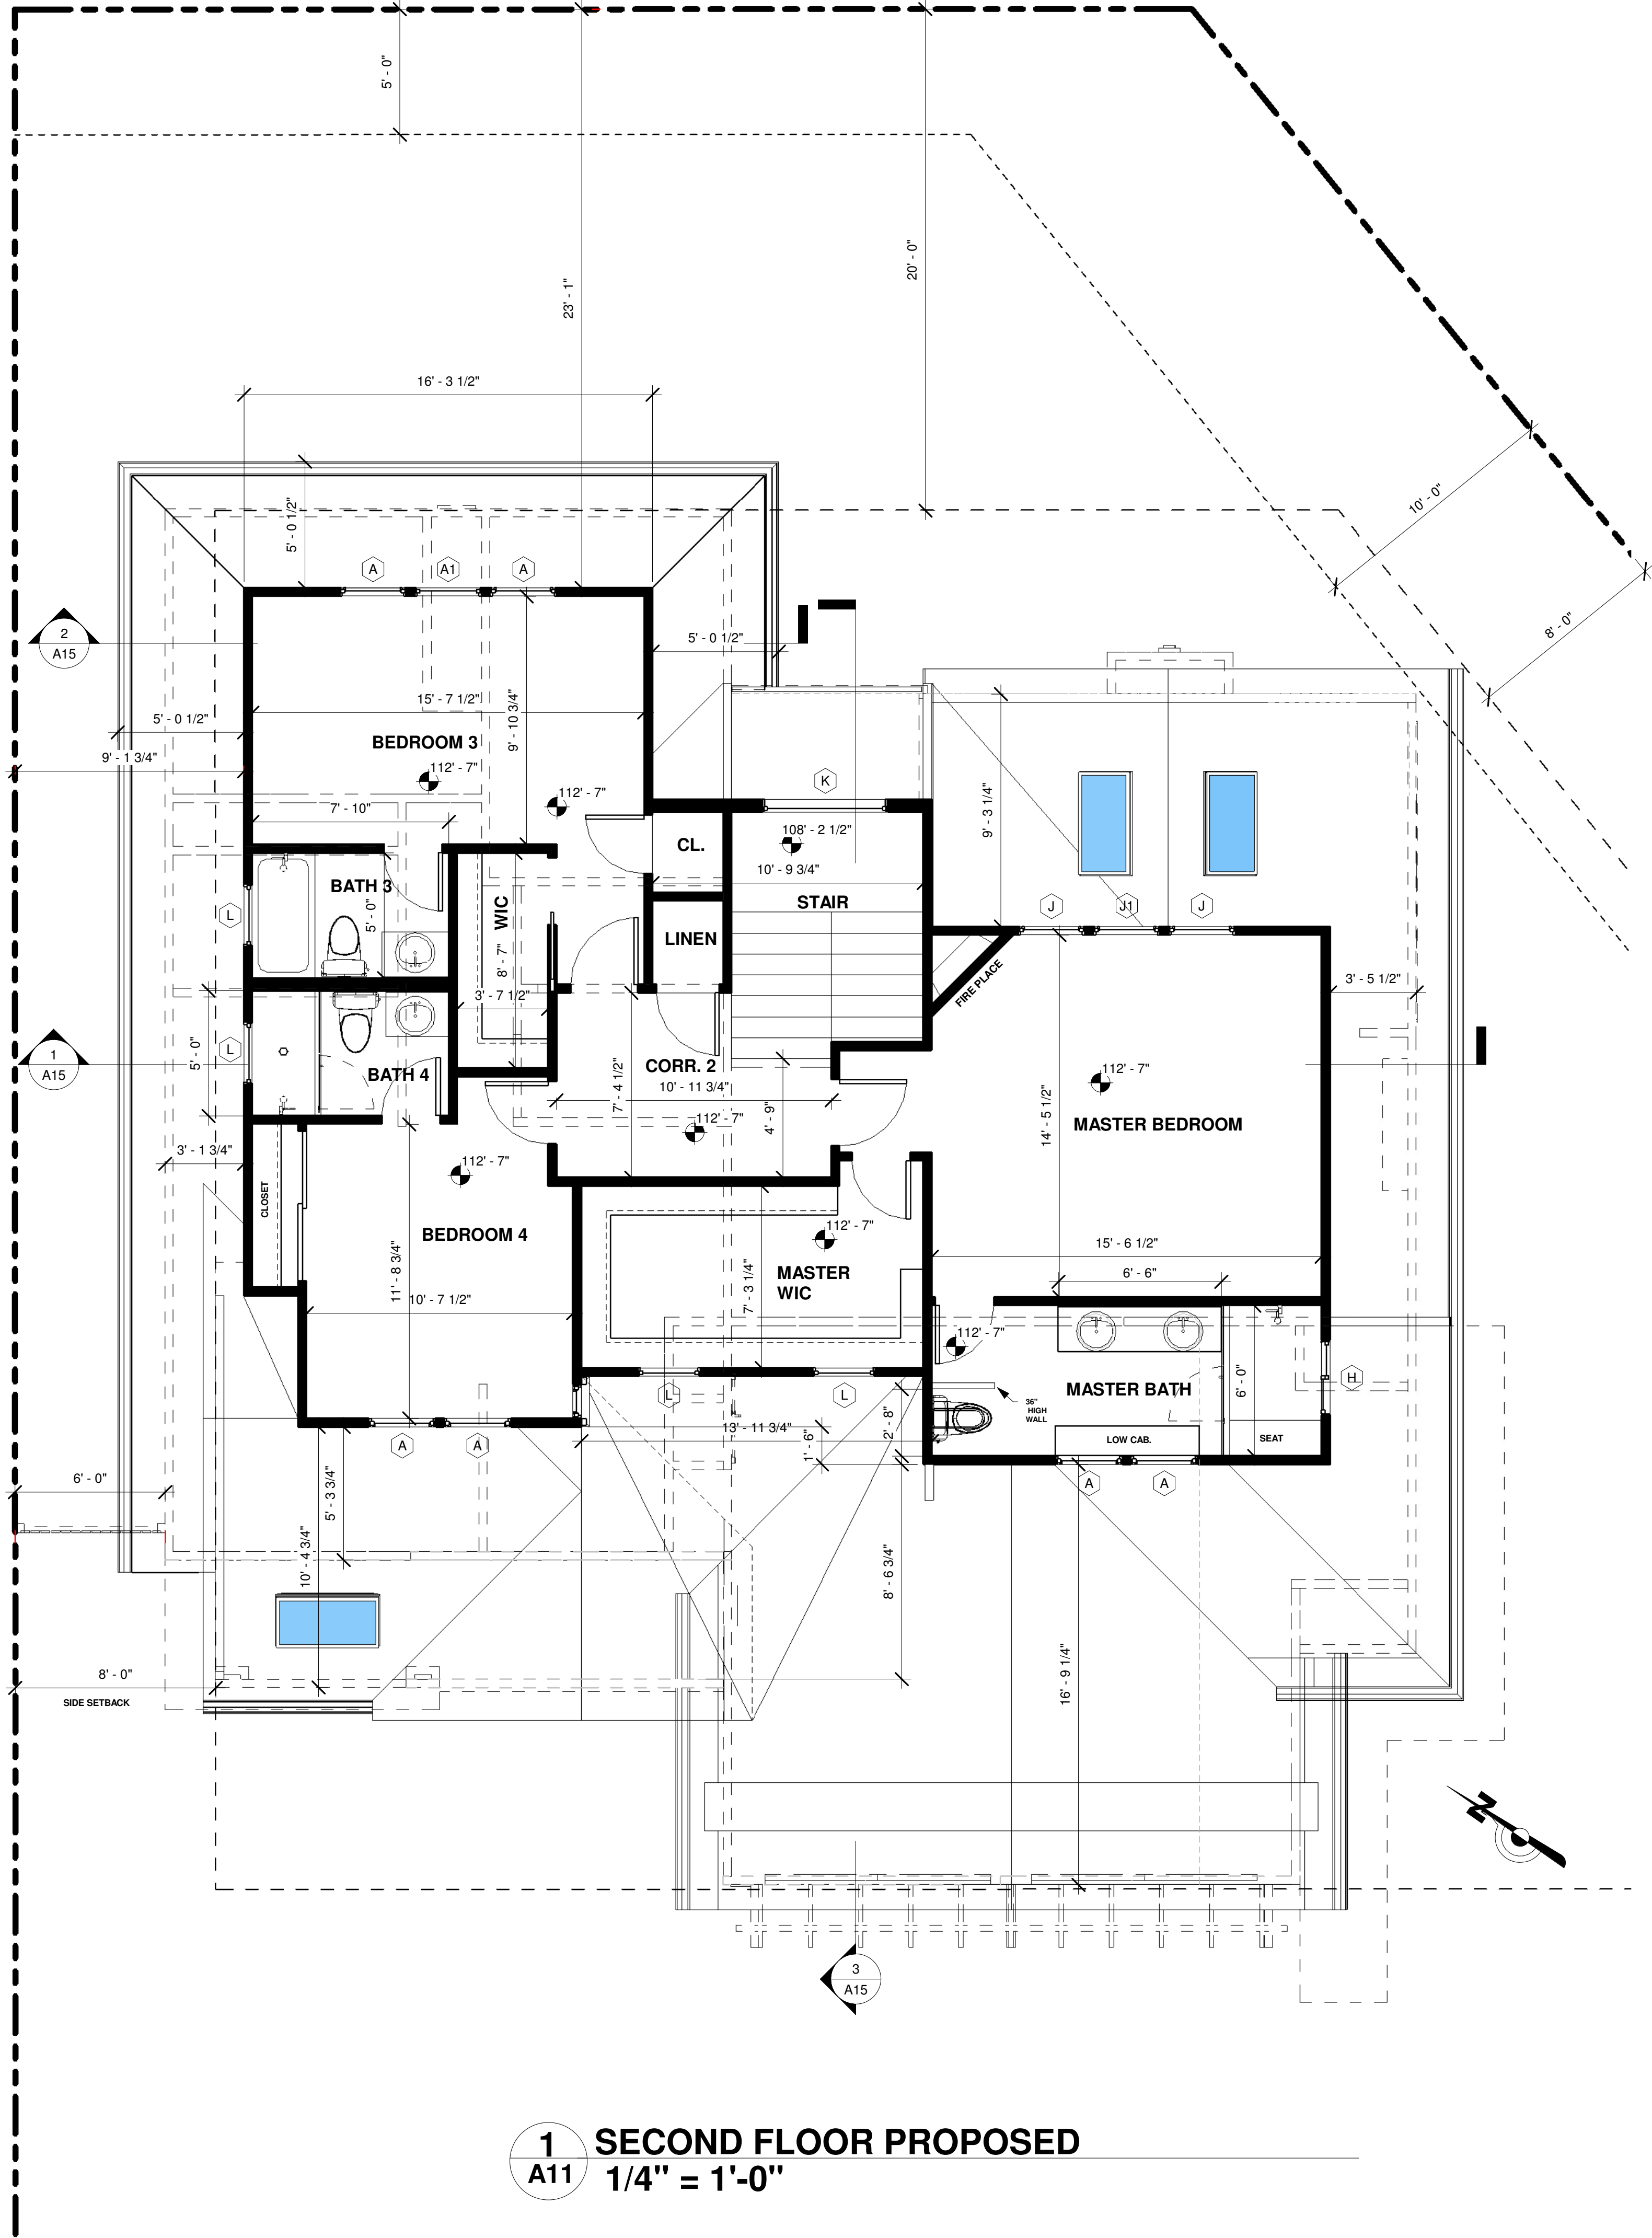 5' - 0"
23' - 1"
20' - 0"
16' - 3 1/2"
10' - 0"
5' - 0 1/2"
A
A1
A
8' - 0"
2
A15
5' - 0 1/2"
15' - 7 1/2"
9' - 10 3/4"
5' - 0 1/2"
BEDROOM 3
9' - 1 3/4"
112' - 7"
K
7' - 10"
112' - 7"
9' - 3 1/4"
108' - 2 1/2"
CL.
10' - 9 3/4"
BATH 3
STAIR
J
J1
J
L
5' - 0"
WIC
LINEN
8' - 7"
FIRE PLACE
3' - 5 1/2"
3' - 7 1/2"
L
1
A15
5' - 0"
BATH 4
CORR. 2
112' - 7"
10' - 11 3/4"
7' - 4 1/2"
4' - 9"
112' - 7"
14' - 5 1/2"
MASTER BEDROOM
3' - 1 3/4"
112' - 7"
CLOSET
BEDROOM 4
112' - 7"
15' - 6 1/2"
11' - 8 3/4"
MASTER
WIC
7' - 3 1/4"
6' - 6"
10' - 7 1/2"
112' - 7"
H
L
L
MASTER BATH
6' - 0"
36"
HIGH
WALL
13' - 11 3/4"
1' - 6"
2' - 8"
LOW CAB.
SEAT
A
A
6' - 0"
A
A
5' - 3 3/4"
10' - 4 3/4"
8' - 6 3/4"
8' - 0"
16' - 9 1/4"
SIDE SETBACK
N
3
A15
1
A11
SECOND FLOOR PROPOSED
1/4" = 1'-0"